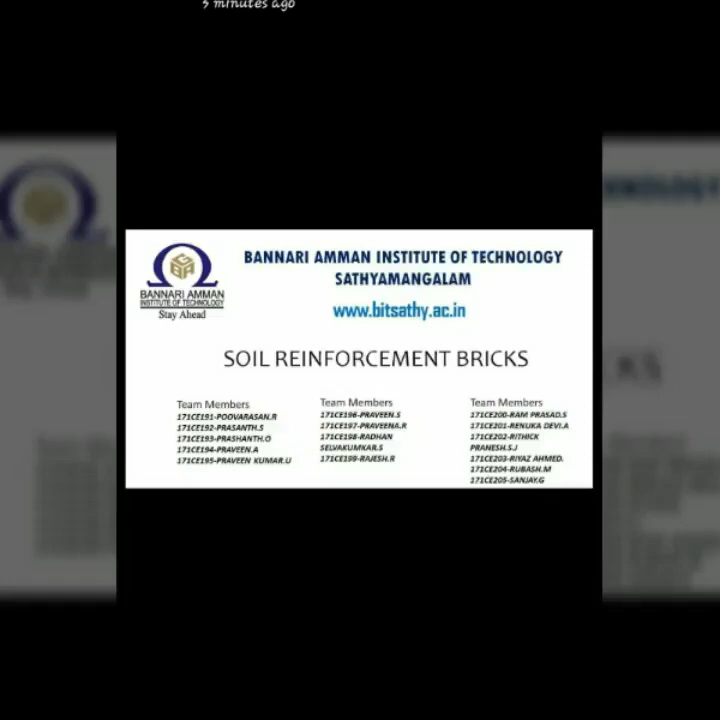 5 minutes ago
BANNARI AMMAN
INSTITUTE OF TECHNOLOGY
Stay Ahead
BANNARI AMMAN INSTITUTE OF TECHNOLOGY
SATHYAMANGALAM
www.bitsathy.ac.in
SOIL REINFORCEMENT BRICKS
Team Members
171CE191-POOVARASAN.R
171CE192-PRASANTH.S
171CE193-PRASHANTH.O
171CE194-PRAVEEN.A
171CE195-PRAVEEN KUMAR.U
Team Members
171CE196-PRAVEEN.S
171CE197-PRAVEENA.R
171CE198-RADHAN
SELVAKUMKAR.S
171CE199-RAJESH.R
Team Members
171CE200-RAM PRASAD.S
171CE201-RENUKA DEVI.A
171CE202-RITHICK
PRANESH.S.J
171CE203-RIYAZ AHMED.
171CE204-RUBASH.M
171CE205-SANJAY.G